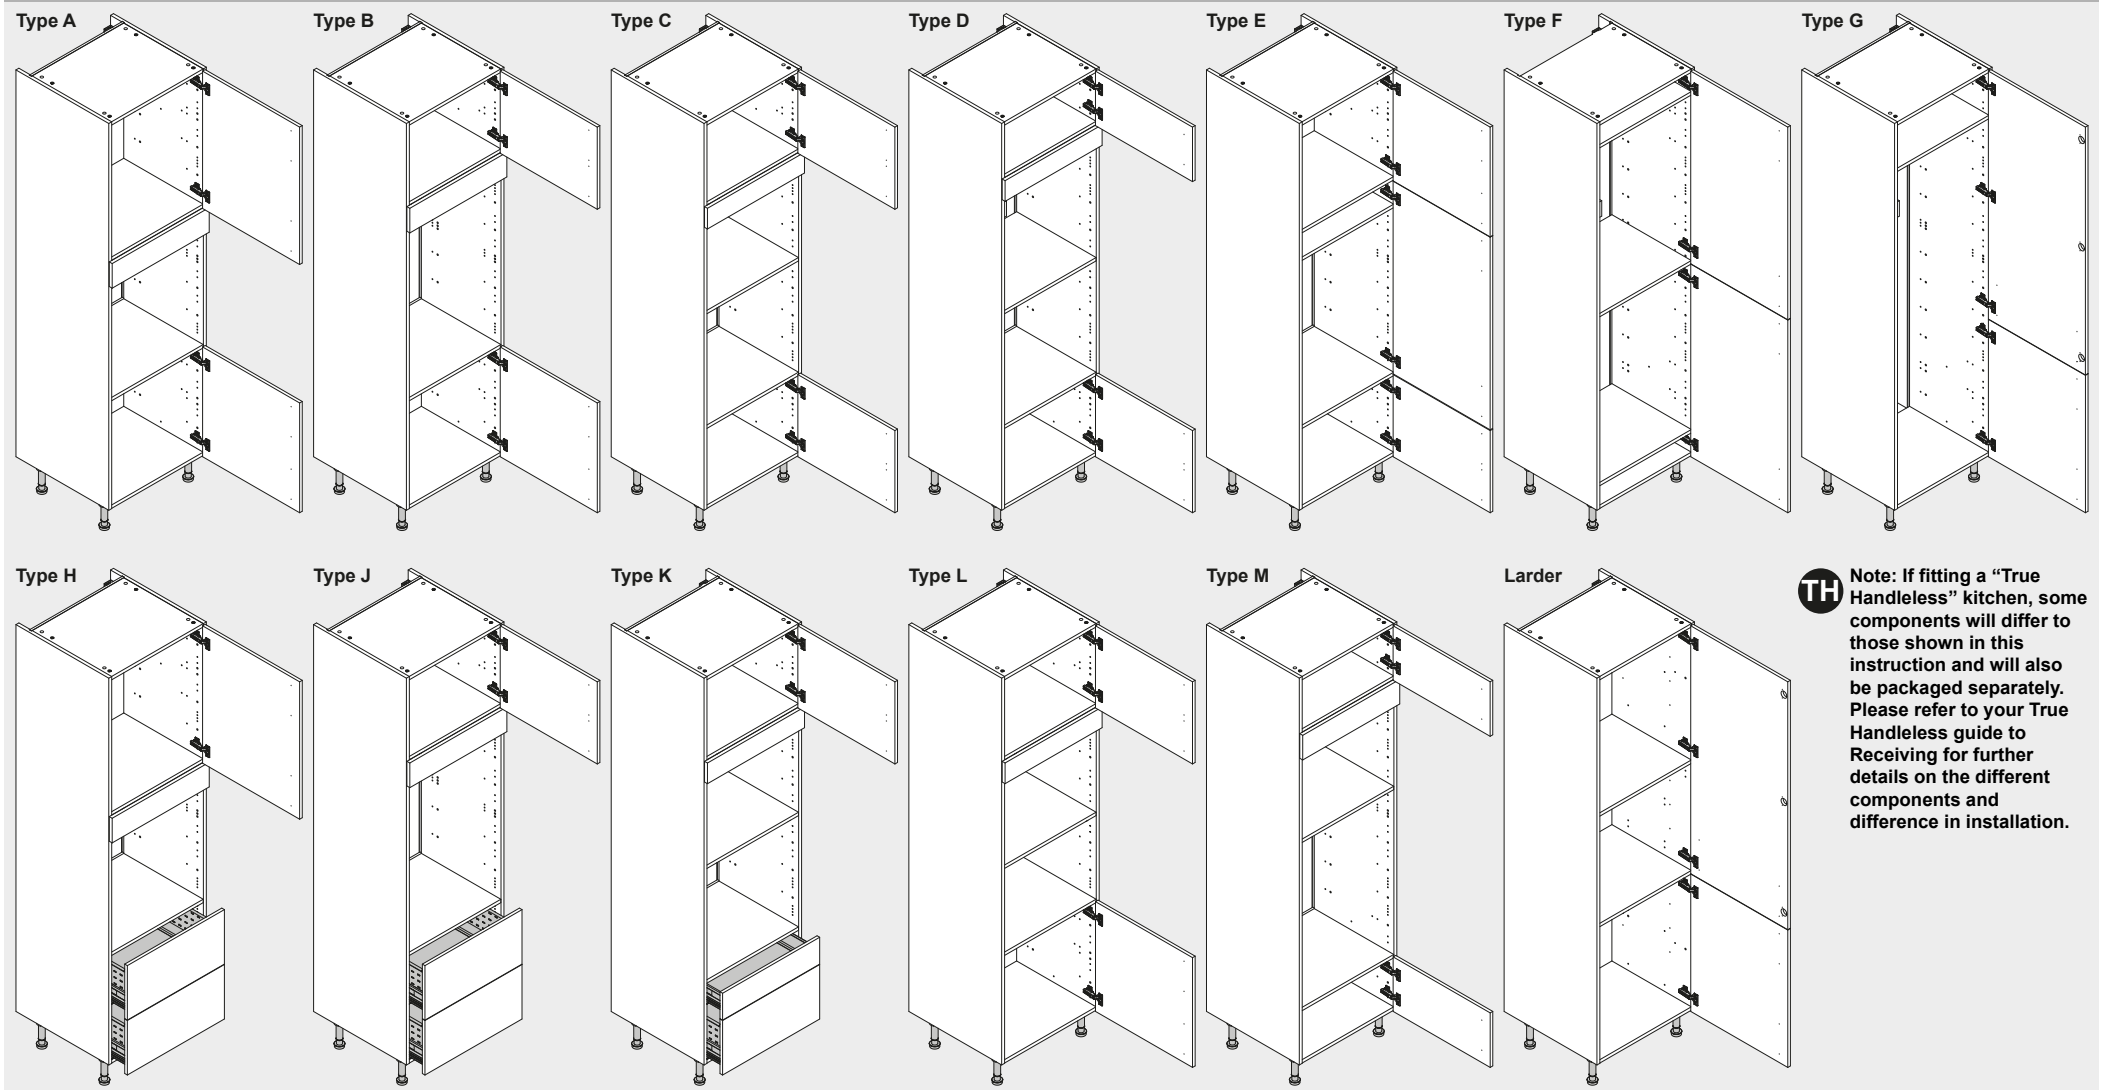 Type A
Type B
Type C
Type D
Type E
Type F
Type G
Type H
Type J
Type K
Type L
Type M
Larder
TH
Note: If fitting a “True
Handleless” kitchen, some
components will differ to
those shown in this
instruction and will also
be packaged separately.
Please refer to your True
Handleless guide to
Receiving for further
details on the different
components and
difference in installation.